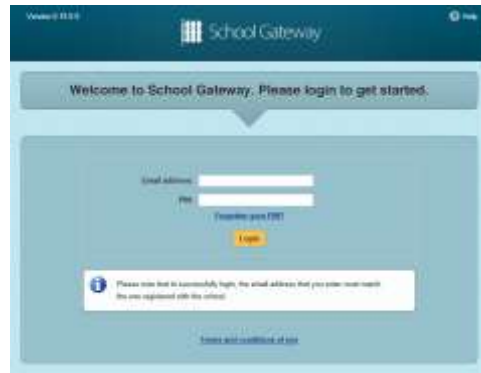 School Gateway
Help
Welcome to School Gateway. Please login to get started.
Email address
PIN
Forgotten your PIN?
Login
Please note that to successfully login, the email address that you enter must match
the one registered with the school.
Terms and conditions of use